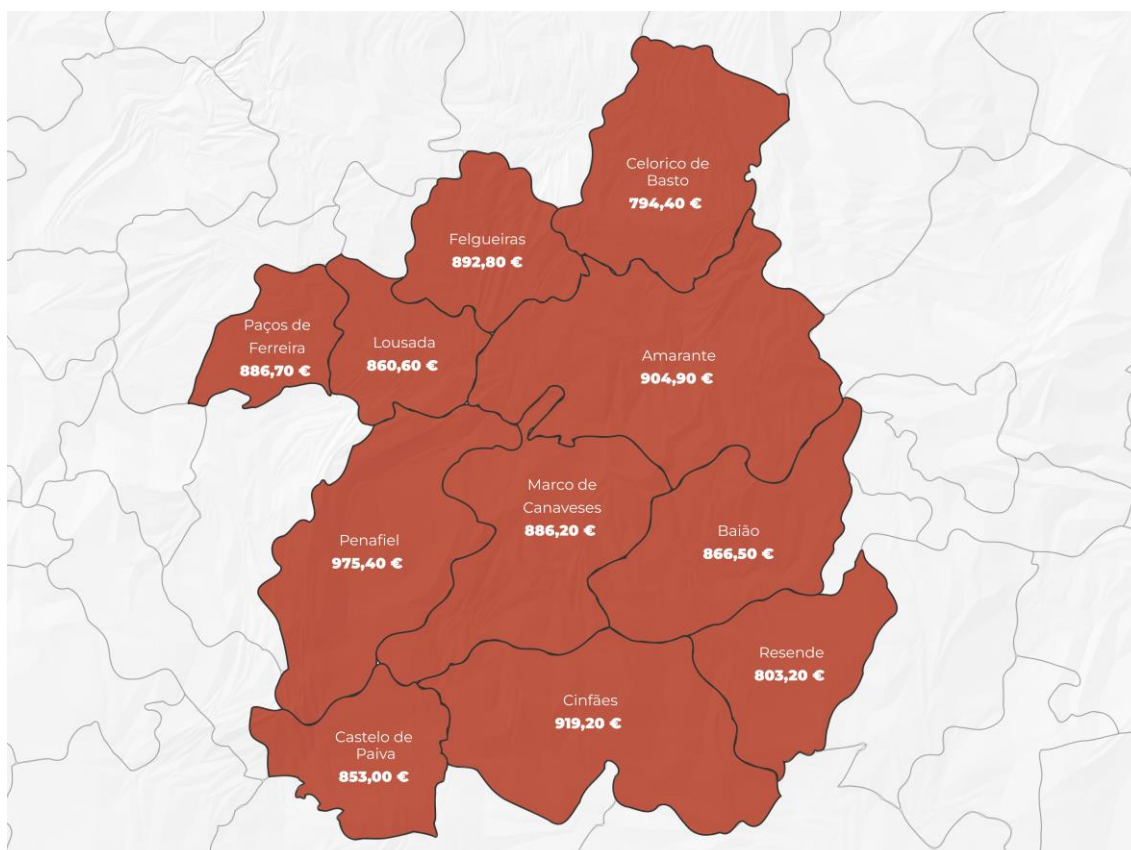 Celorico de
Basto
794,40 €
Felgueiras
892,80 €
Paços de
Ferreira
886,70 €
Lousada
860,60 €
Amarante
904,90 €
Marco de
Canaveses
886,20 €
Penafiel
975,40 €
Baião
866,50 €
Resende
803,20 €
Cinfães
919,20 €
Castelo de
Paiva
853,00 €